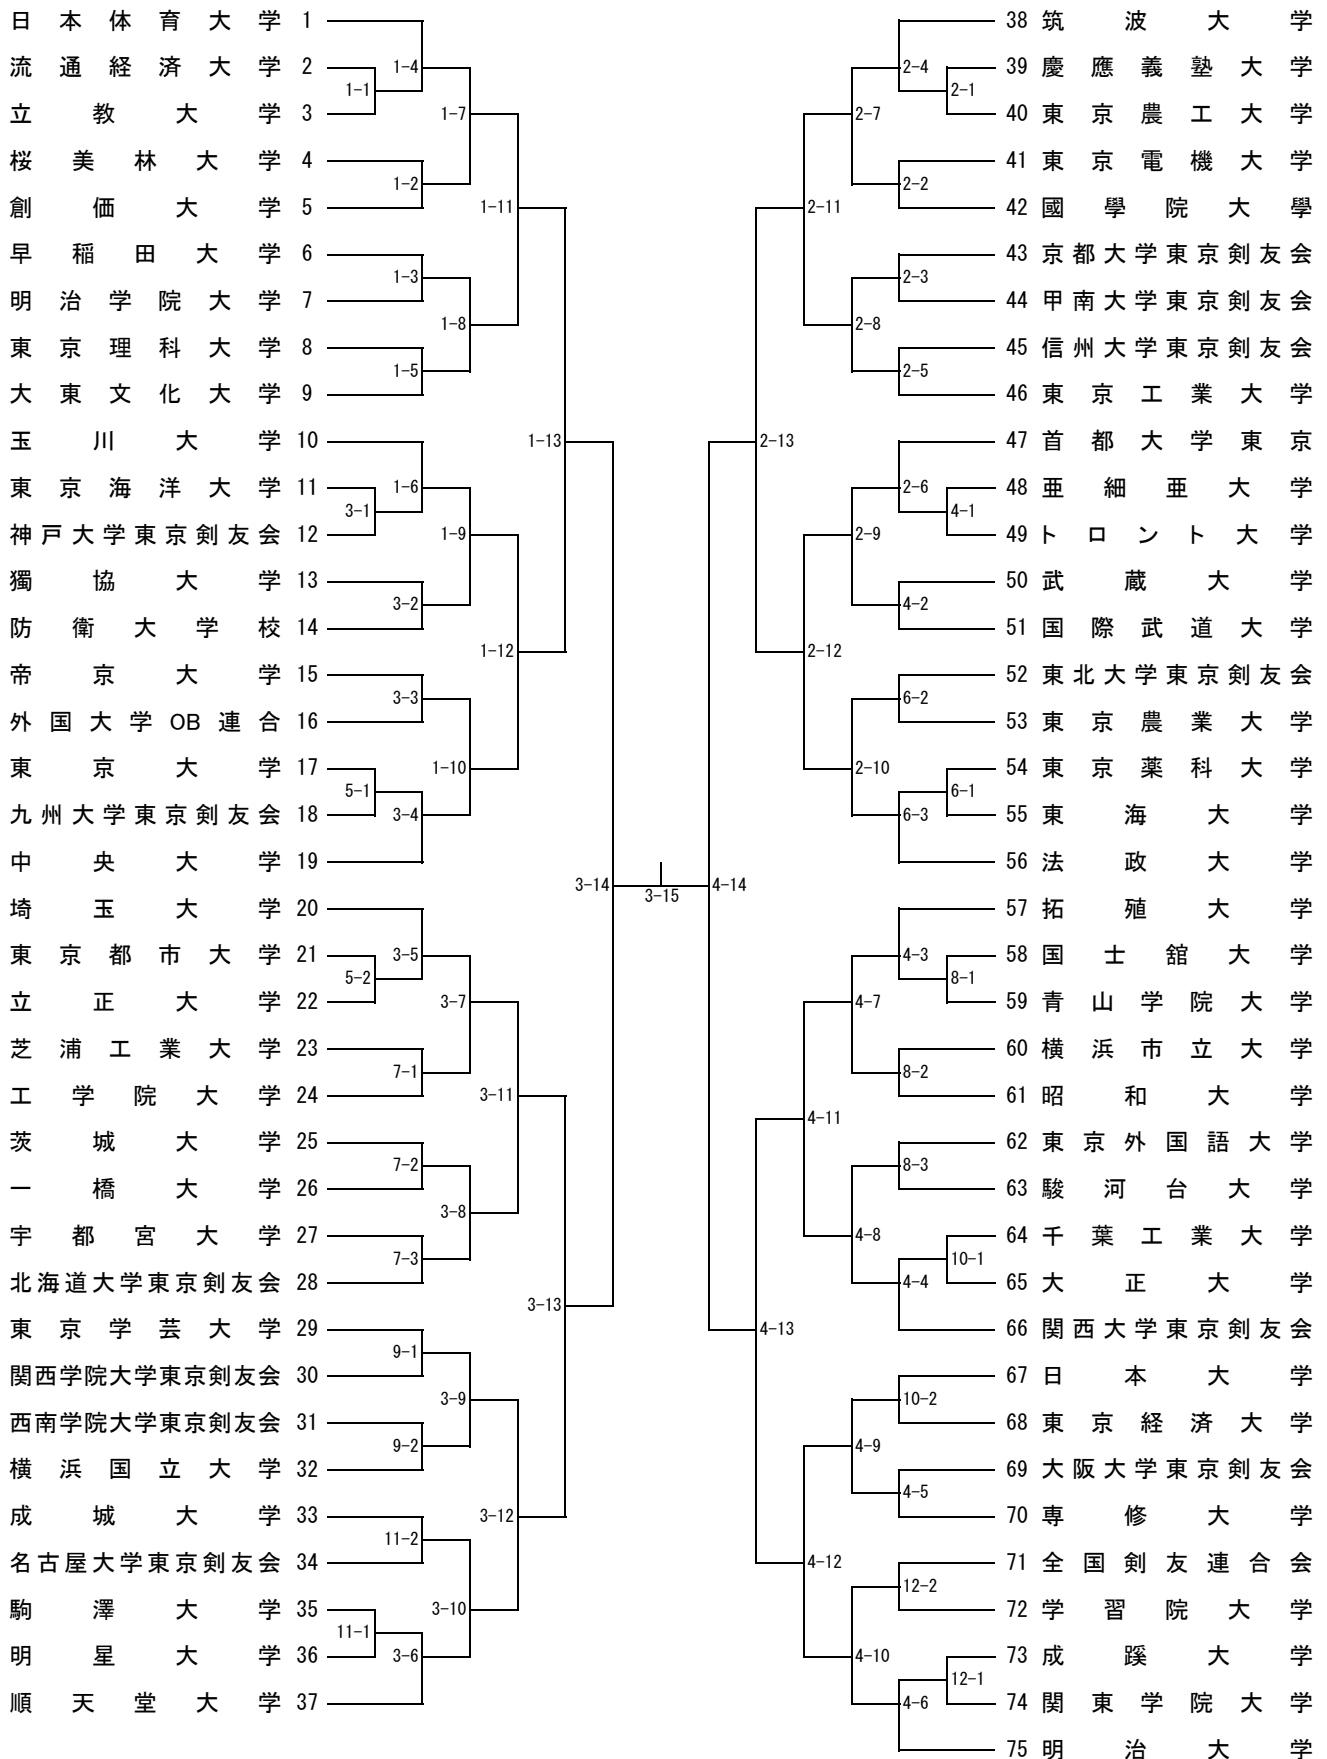 日本体育大学 1
流通経済大学 2
立教大学 3
桜美林大学 4
創価大学 5
早稲田大学 6
明治学院大学 7
東京理科大学 8
大東文化大学 9
玉川大学 10
東京海洋大学 11
神戸大学東京剣友会 12
獨協大学 13
防衛大学校 14
帝京大学 15
外国大学OB連合 16
東京大学 17
九州大学東京剣友会 18
中央大学 19
埼玉大学 20
東京都市大学 21
立正大学 22
芝浦工業大学 23
工学院大学 24
茨城大学 25
一橋大学 26
宇都宮大学 27
北海道大学東京剣友会 28
東京学芸大学 29
関西学院大学東京剣友会 30
西南学院大学東京剣友会 31
横浜国立大学 32
成城大学 33
名古屋大学東京剣友会 34
駒澤大学 35
明星大学 36
順天堂大学 37
1-1
3-1
5-1
5-2
11-1
1-4
1-2
1-3
1-5
1-6
3-2
3-3
3-4
3-5
7-1
7-2
7-3
9-1
9-2
11-2
3-6
1-7
1-8
1-9
1-10
3-7
3-8
3-9
3-10
1-11
1-12
3-11
3-12
1-13
3-13
3-14
3-15
4-14
2-13
4-13
2-11
2-12
4-11
4-12
2-7
2-8
2-9
2-10
4-7
4-8
4-9
4-10
2-4
2-2
2-3
2-5
2-6
4-2
6-2
6-3
4-3
8-2
8-3
4-4
10-2
4-5
12-2
4-6
2-1
4-1
6-1
8-1
10-1
12-1
38 筑波大学
39 慶應義塾大学
40 東京農工大学
41 東京電機大学
42 國學院大學
43 京都大学東京剣友会
44 甲南大学東京剣友会
45 信州大学東京剣友会
46 東京工業大学
47 首都大学東京
48 亜細亜大学
49 トロント大学
50 武蔵大学
51 国際武道大学
52 東北大学東京剣友会
53 東京農業大学
54 東京薬科大学
55 東海大学
56 法政大学
57 拓殖大学
58 国士舘大学
59 青山学院大学
60 横浜市立大学
61 昭和大学
62 東京外国語大学
63 駿河台大学
64 千葉工業大学
65 大正大学
66 関西大学東京剣友会
67 日本大学
68 東京経済大学
69 大阪大学東京剣友会
70 専修大学
71 全国剣友連合会
72 学習院大学
73 成蹊大学
74 関東学院大学
75 明治大学